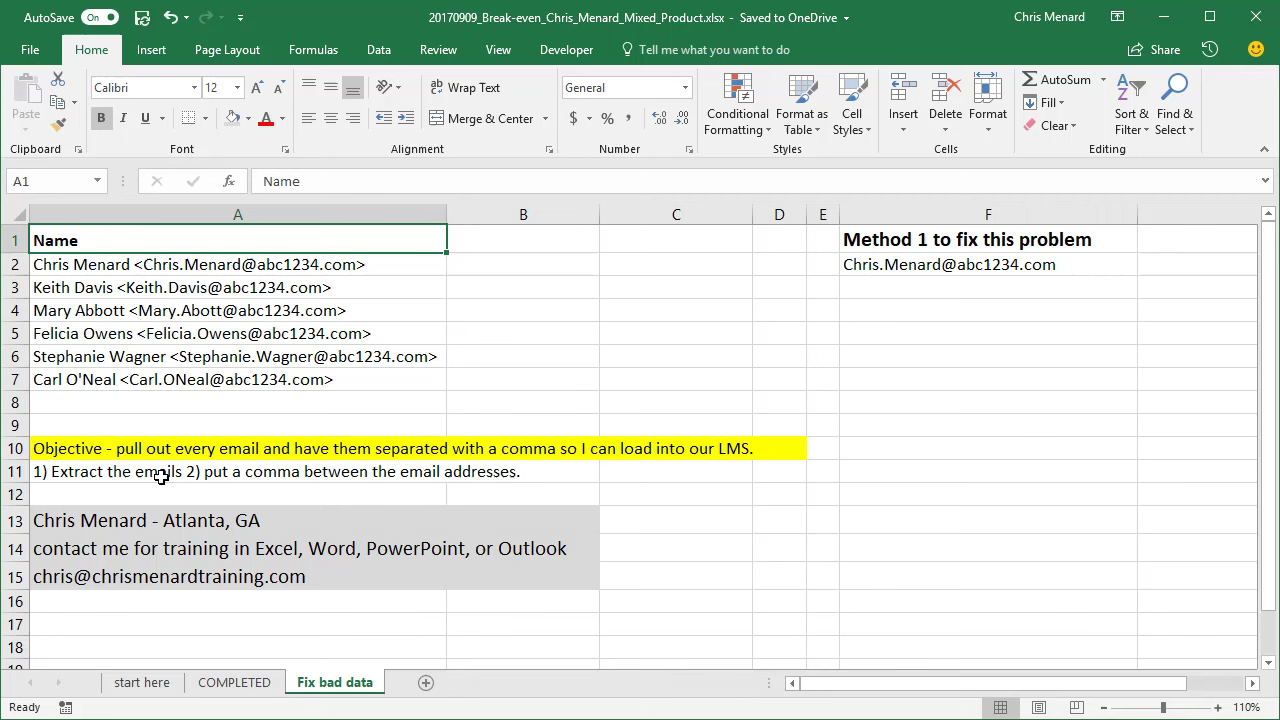 AutoSave On 20170909_Break-even_Chris_Menard_Mixed_Product.xlsx - Saved to OneDrive Chris Menard
File Home Insert Page Layout Formulas Data Review View Developer Tell me what you want to do Share
Paste
Calibri 12
B I U A
Wrap Text
Merge & Center
General
$ % ,
Conditional Formatting
Format as Table
Cell Styles
Insert Delete Format
AutoSum
Fill
Clear
Sort & Filter
Find & Select
Clipboard Font Alignment Number Styles Cells Editing
A1 fx Name
A B C D E F
1 Name Method 1 to fix this problem
2 Chris Menard <Chris.Menard@abc1234.com> Chris.Menard@abc1234.com
3 Keith Davis <Keith.Davis@abc1234.com>
4 Mary Abbott <Mary.Abott@abc1234.com>
5 Felicia Owens <Felicia.Owens@abc1234.com>
6 Stephanie Wagner <Stephanie.Wagner@abc1234.com>
7 Carl O'Neal <Carl.ONeal@abc1234.com>
8
9
10 Objective - pull out every email and have them separated with a comma so I can load into our LMS.
11 1) Extract the emails 2) put a comma between the email addresses.
12
13 Chris Menard - Atlanta, GA
14 contact me for training in Excel, Word, PowerPoint, or Outlook
15 chris@chrismenardtraining.com
16
17
18
start here COMPLETED Fix bad data
Ready 110%